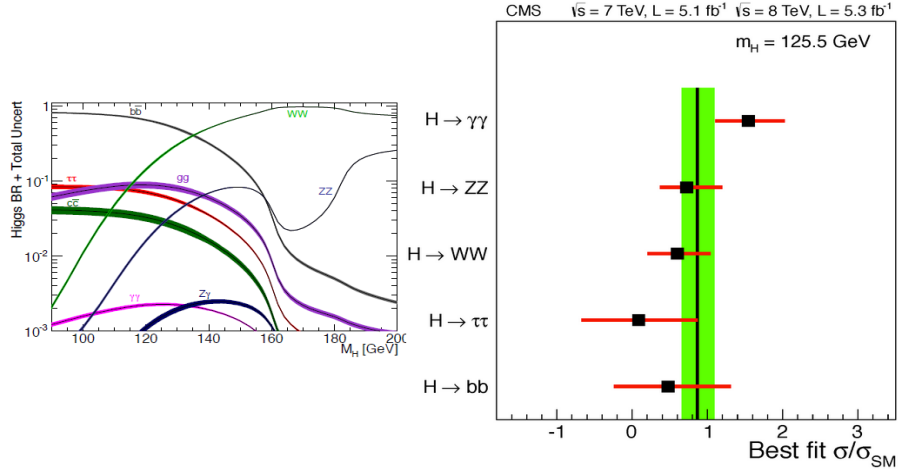 Higgs BR + Total Uncert
1
10⁻¹
10⁻²
10⁻³
bb̄
WW
ττ
gg
ZZ
cc̄
γγ
Zγ
100 120 140 160 180 200
M_H [GeV]
CMS √s = 7 TeV, L = 5.1 fb⁻¹ √s = 8 TeV, L = 5.3 fb⁻¹
m_H = 125.5 GeV
H → γγ
H → ZZ
H → WW
H → ττ
H → bb
-1 0 1 2 3
Best fit σ/σ_SM